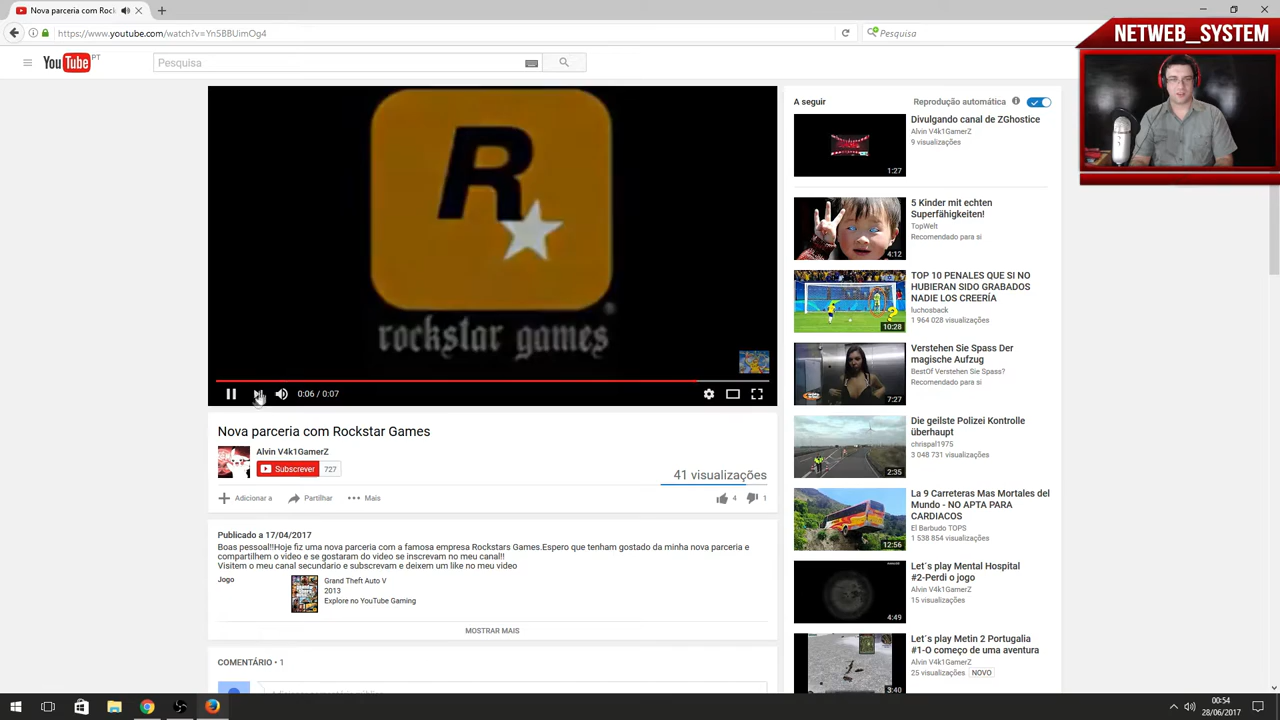 Nova parceria com Rock
https://www.youtube.com/watch?v=Yn5BBUimOg4
Pesquisa
NETWEB_SYSTEM
YouTube PT
Pesquisa
R
rockstar games
0:06 / 0:07
Nova parceria com Rockstar Games
Alvin V4k1GamerZ
Subscrever 727
41 visualizações
Adicionar a
Partilhar
Mais
4
1
Publicado a 17/04/2017
Boas pessoal!!Hoje fiz uma nova parceria com a famosa empresa Rockstars Games.Espero que tenham gostado da minha nova parceria e
compartilhem o video e se gostaram do video se inscrevam no meu canal!!
Visitem o meu canal secundario e subscrevam e deixem um like no meu video
Jogo
Grand Theft Auto V
2013
Explore no YouTube Gaming
MOSTRAR MAIS
COMENTÁRIO • 1
A seguir
Reprodução automática
Divulgando canal de ZGhostice
Alvin V4k1GamerZ
9 visualizações
1:27
5 Kinder mit echten
Superfähigkeiten!
TopWelt
Recomendado para si
4:12
TOP 10 PENALES QUE SI NO
HUBIERAN SIDO GRABADOS
NADIE LOS CREERÍA
luchosback
1 964 028 visualizações
10:28
Verstehen Sie Spass Der
magische Aufzug
BestOf Verstehen Sie Spass?
Recomendado para si
7:27
Die geilste Polizei Kontrolle
überhaupt
chrispal1975
3 048 731 visualizações
2:35
La 9 Carreteras Mas Mortales del
Mundo - NO APTA PARA
CARDIACOS
El Barbudo TOPS
1 538 854 visualizações
12:56
Let´s play Mental Hospital
#2-Perdi o jogo
Alvin V4k1GamerZ
15 visualizações
4:49
Let´s play Metin 2 Portugalia
#1-O começo de uma aventura
Alvin V4k1GamerZ
25 visualizações NOVO
3:40
00:54
28/06/2017